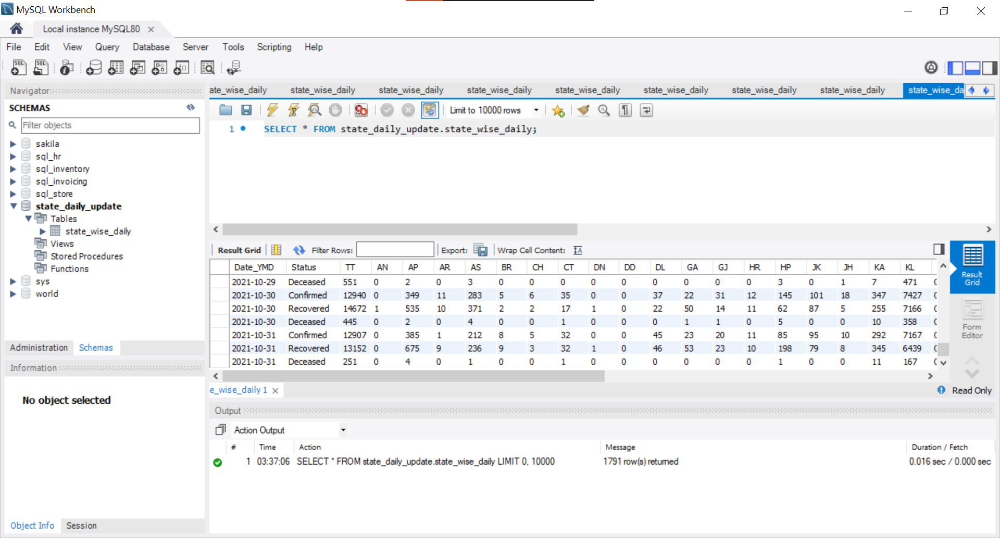 MySQL Workbench
Local instance MySQL80
File Edit View Query Database Server Tools Scripting Help
Navigator
SCHEMAS
Filter objects
sakila
sql_hr
sql_inventory
sql_invoicing
sql_store
state_daily_update
Tables
state_wise_daily
Views
Stored Procedures
Functions
sys
world
Administration Schemas
Information
No object selected
Object Info Session
ate_wise_daily state_wise_daily state_wise_daily state_wise_daily state_wise_daily state_wise_daily state_wise_daily state_wise_daily state_wise_da
Limit to 10000 rows
1 SELECT * FROM state_daily_update.state_wise_daily;
Result Grid Filter Rows: Export: Wrap Cell Content: IA
Date_YMD Status TT AN AP AR AS BR CH CT DN DD DL GA GJ HR HP JK JH KA KL
2021-10-29 Deceased 551 0 2 0 3 0 0 0 0 0 0 0 0 0 3 0 1 7 471
2021-10-30 Confirmed 12940 0 349 11 283 5 6 35 0 0 37 22 31 12 145 101 18 347 7427
2021-10-30 Recovered 14672 1 535 10 371 2 2 17 1 0 22 50 14 11 62 87 5 255 7166
2021-10-30 Deceased 445 0 2 0 4 0 0 1 0 0 0 1 1 0 5 0 0 10 358
2021-10-31 Confirmed 12907 0 385 1 212 8 5 32 0 0 45 23 20 11 85 95 10 292 7167
2021-10-31 Recovered 13152 0 675 9 236 9 3 32 1 0 46 53 23 10 198 79 8 345 6439
2021-10-31 Deceased 251 0 4 0 1 0 0 1 0 0 0 0 0 0 1 0 0 11 167
Result Grid
Form Editor
e_wise_daily 1
Read Only
Output
Action Output
# Time Action Message Duration / Fetch
1 03:37:06 SELECT * FROM state_daily_update.state_wise_daily LIMIT 0, 10000 1791 row(s) returned 0.016 sec / 0.000 sec